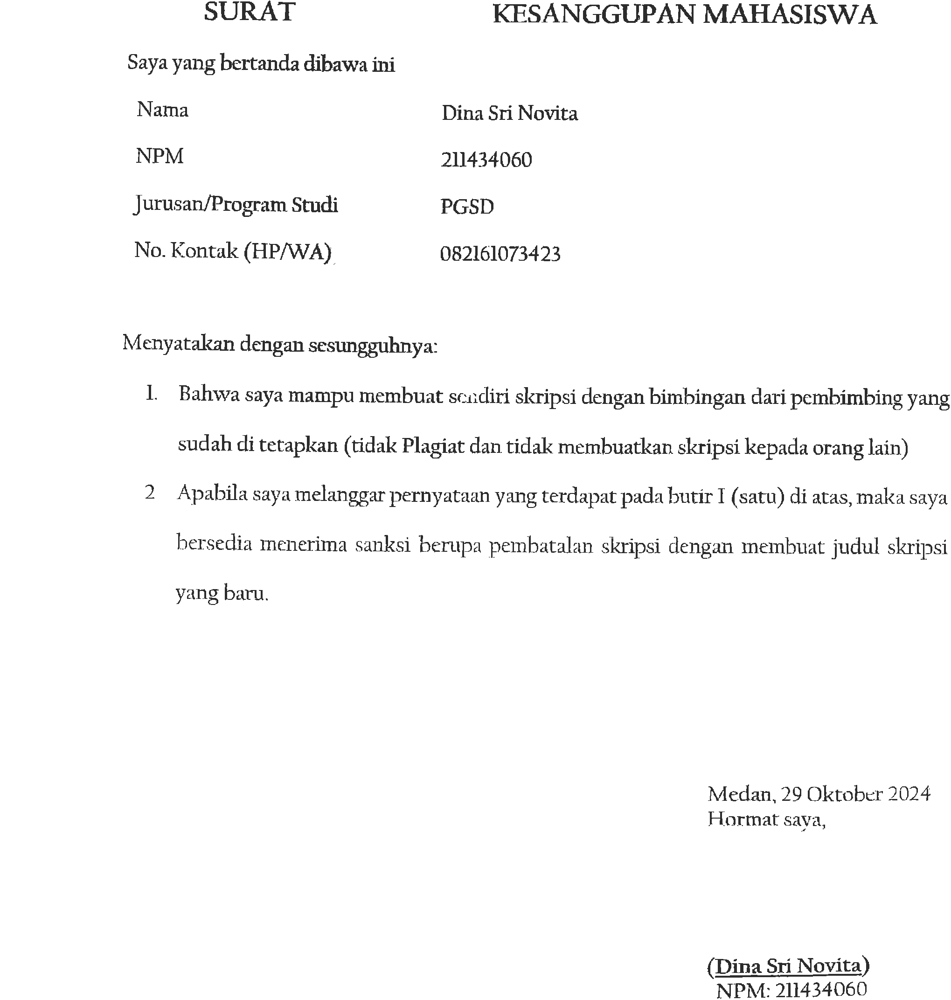 SURAT KESANGGUPAN MAHASISWA
Saya yang bertanda dibawa ini
Nama Dina Sri Novita
NPM 211434060
Jurusan/Program Studi PGSD
No. Kontak (HP/WA) 082161073423
Menyatakan dengan sesungguhnya:
1. Bahwa saya mampu membuat sendiri skripsi dengan bimbingan dari pembimbing yang
sudah di tetapkan (tidak Plagiat dan tidak membuatkan skripsi kepada orang lain)
2 Apabila saya melanggar pernyataan yang terdapat pada butir 1 (satu) di atas, maka saya
bersedia menerima sanksi berupa pembatalan skripsi dengan membuat judul skripsi
yang baru.
Medan, 29 Oktober 2024
Hormat saya,
(Dina Sri Novita)
NPM: 211434060